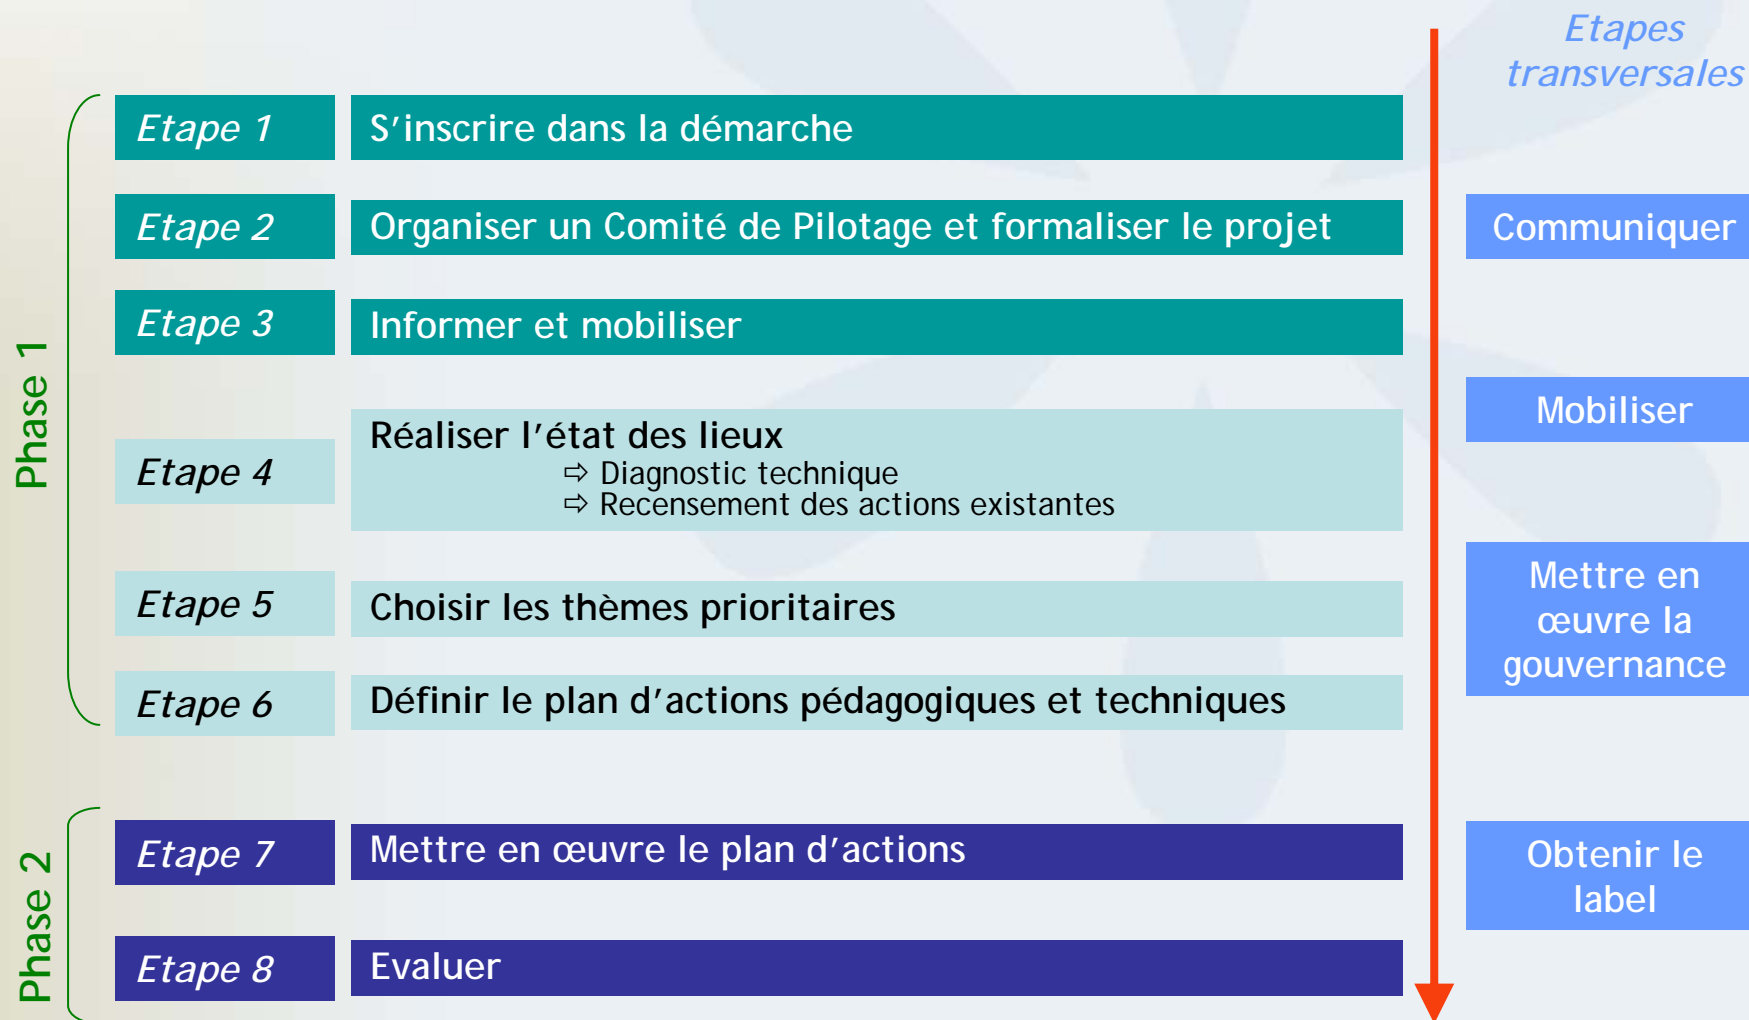 Etapes
transversales
Phase 1
Etape 1
S'inscrire dans la démarche
Etape 2
Organiser un Comité de Pilotage et formaliser le projet
Communiquer
Etape 3
Informer et mobiliser
Mobiliser
Etape 4
Réaliser l'état des lieux
⇨ Diagnostic technique
⇨ Recensement des actions existantes
Etape 5
Choisir les thèmes prioritaires
Mettre en
œuvre la
gouvernance
Etape 6
Définir le plan d'actions pédagogiques et techniques
Phase 2
Etape 7
Mettre en œuvre le plan d'actions
Obtenir le
label
Etape 8
Evaluer